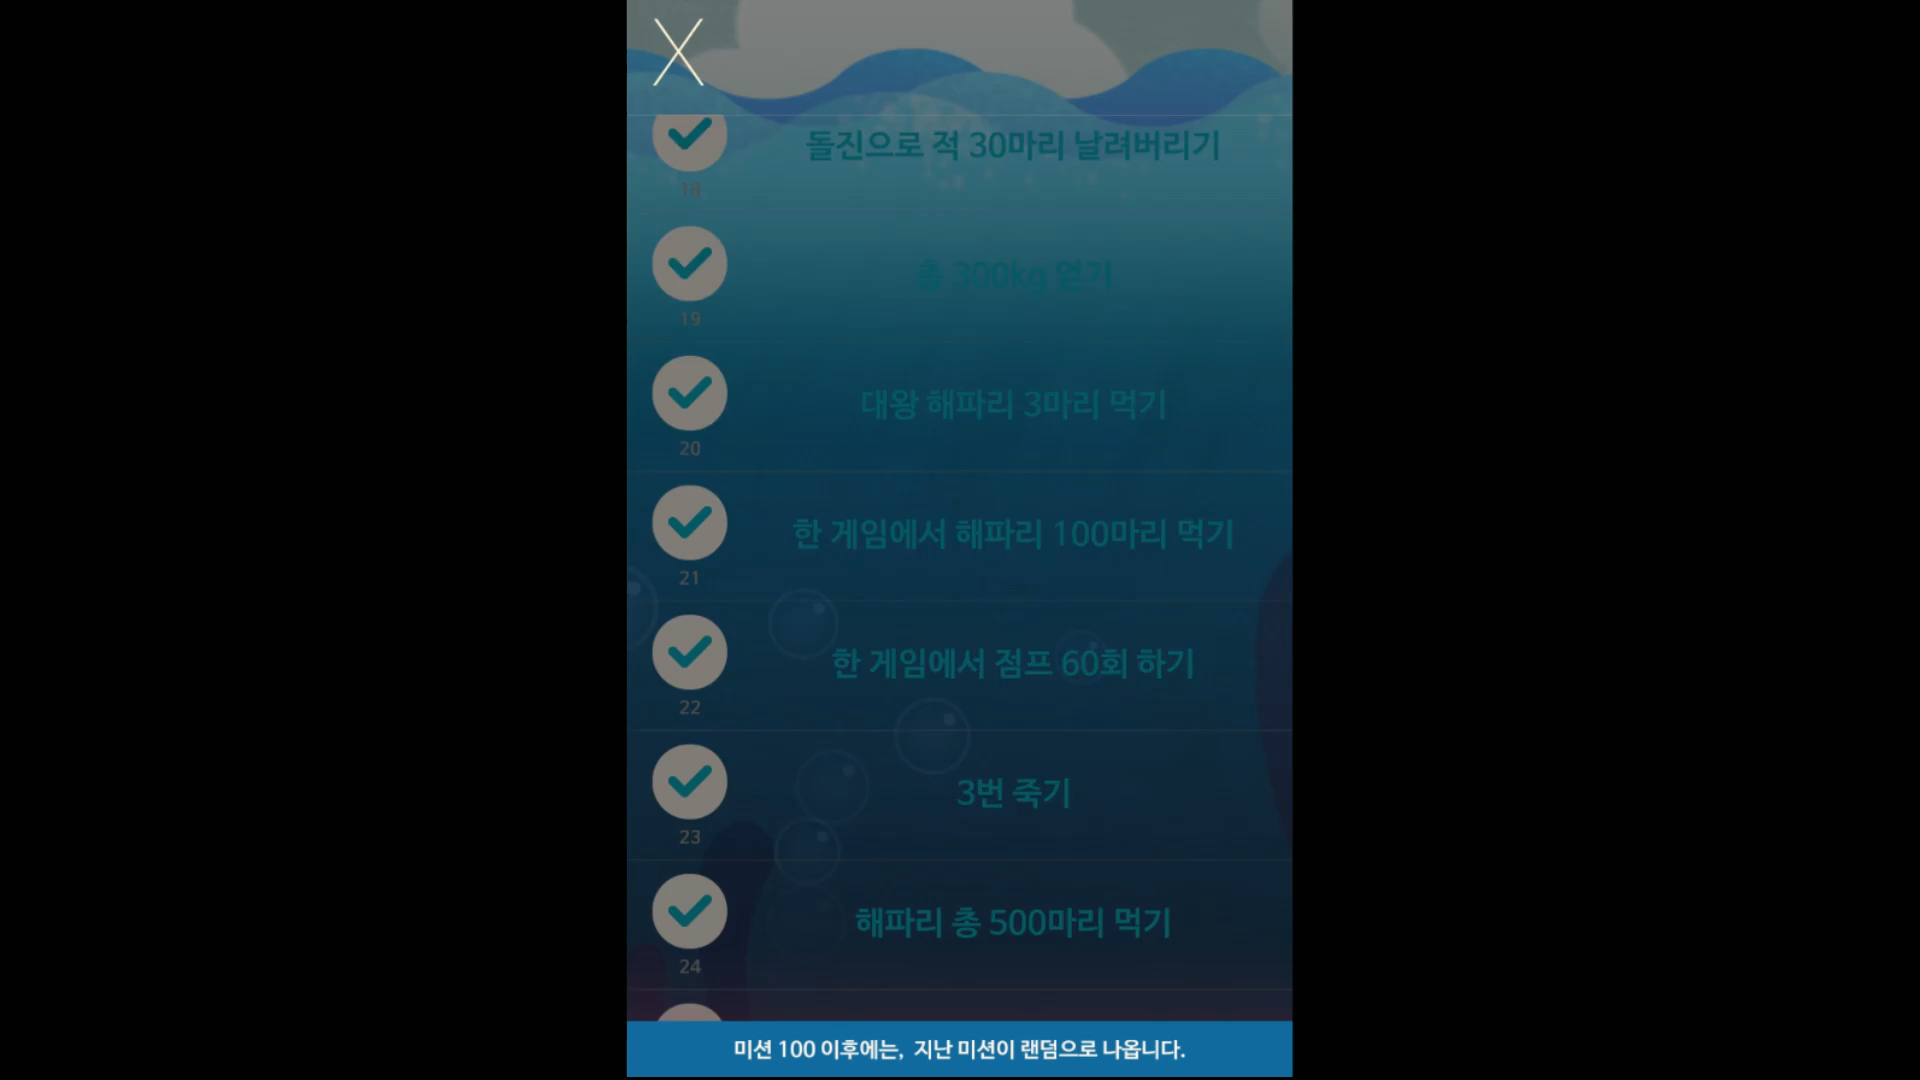 돌진으로 적 30마리 날려버리기
18
총 300kg 얻기
19
대왕 해파리 3마리 먹기
20
한 게임에서 해파리 100마리 먹기
21
한 게임에서 점프 60회 하기
22
3번 죽기
23
해파리 총 500마리 먹기
24
미션 100 이후에는, 지난 미션이 랜덤으로 나옵니다.